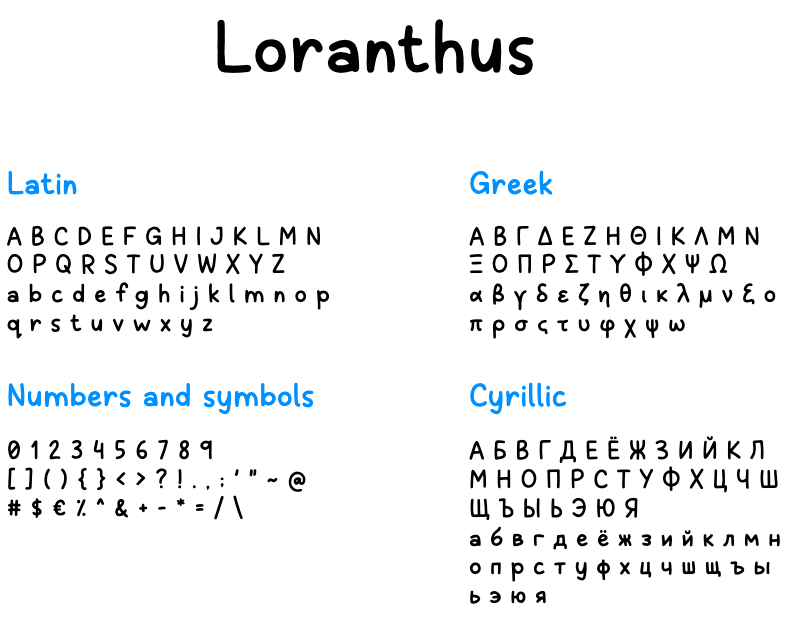 Loranthus
Latin
A B C D E F G H I J K L M N
O P Q R S T U V W X Y Z
a b c d e f g h i j k l m n o p
q r s t u v w x y z
Greek
Α Β Γ Δ Ε Ζ Η Θ Ι Κ Λ Μ Ν
Ξ Ο Π Ρ Σ Τ Υ Φ Χ Ψ Ω
α β γ δ ε ζ η θ ι κ λ μ ν ξ ο
π ρ σ ς τ υ φ χ ψ ω
Numbers and symbols
0 1 2 3 4 5 6 7 8 9
[ ] ( ) { } < > ? ! . , ; ' " ~ @
# $ € % ^ & + - * = / \
Cyrillic
А Б В Г Д Е Ё Ж З И Й К Л
М Н О П Р С Т У Ф Х Ц Ч Ш
Щ Ъ Ы Ь Э Ю Я
а б в г д е ё ж з и й к л м н
о п р с т у ф х ц ч ш щ ъ ы
ь э ю я